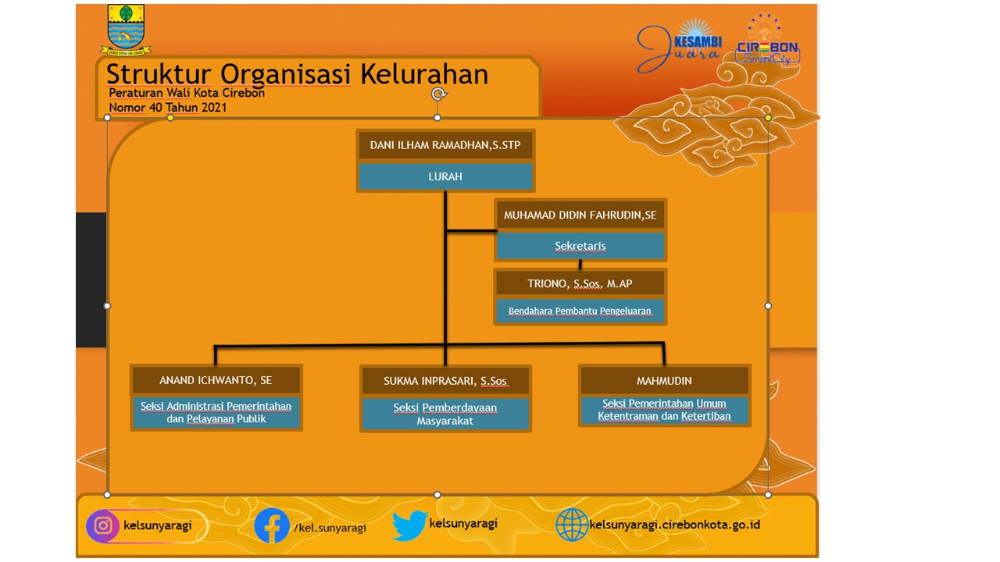 KESAMBI
Juara
CIREBON
SmartCity
Struktur Organisasi Kelurahan
Peraturan Wali Kota Cirebon
Nomor 40 Tahun 2021
DANI ILHAM RAMADHAN,S.STP
LURAH
MUHAMAD DIDIN FAHRUDIN,SE
Sekretaris
TRIONO, S.Sos, M.AP
Bendahara Pembantu Pengeluaran
ANAND ICHWANTO, SE
Seksi Administrasi Pemerintahan
dan Pelayanan Publik
SUKMA INPRASARI, S.Sos
Seksi Pemberdayaan
Masyarakat
MAHMUDIN
Seksi Pemerintahan Umum
Ketentraman dan Ketertiban
kelsunyaragi
/kel.sunyaragi
kelsunyaragi
kelsunyaragi.cirebonkota.go.id